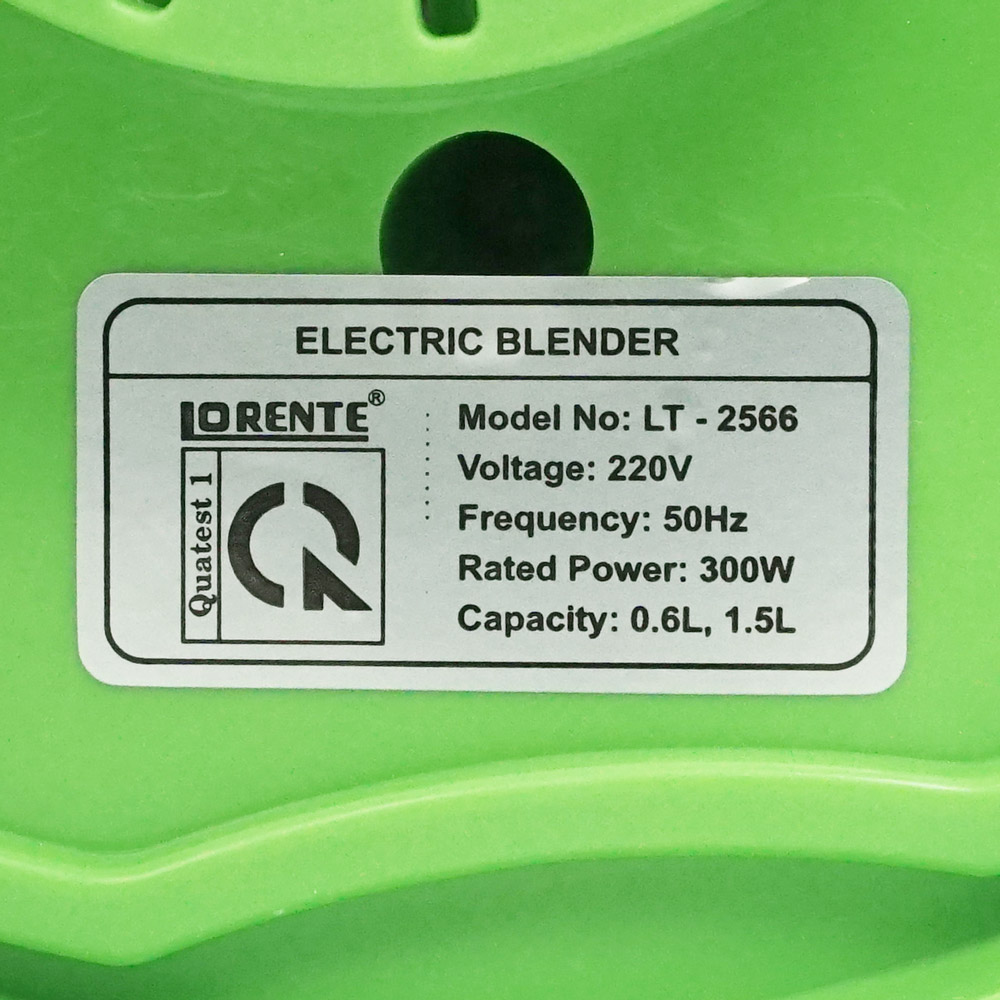 ELECTRIC BLENDER
LORENTE®
Quatest 1
Model No: LT - 2566
Voltage: 220V
Frequency: 50Hz
Rated Power: 300W
Capacity: 0.6L, 1.5L